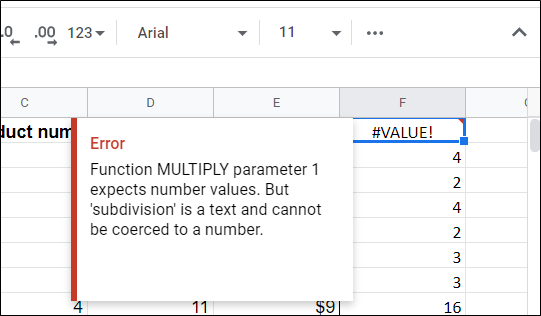 .0 .00 123 Arial 11
C D E F
duct num #VALUE!
Error
Function MULTIPLY parameter 1
expects number values. But
'subdivision' is a text and cannot
be coerced to a number.
4
2
4
2
3
3
4 11 $9 16